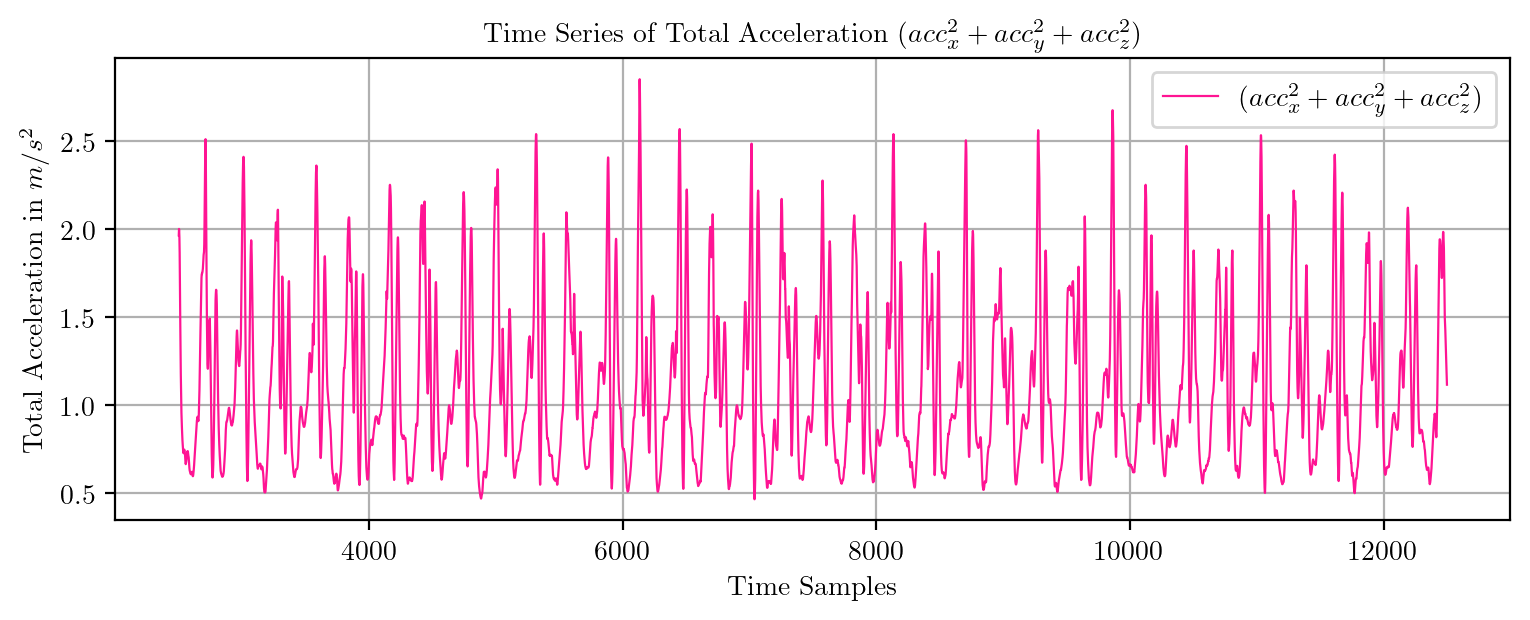 Time Series of Total Acceleration $(acc_x^2 + acc_y^2 + acc_z^2)$
$(acc_x^2 + acc_y^2 + acc_z^2)$
Total Acceleration in $m/s^2$
2.5
2.0
1.5
1.0
0.5
4000 6000 8000 10000 12000
Time Samples